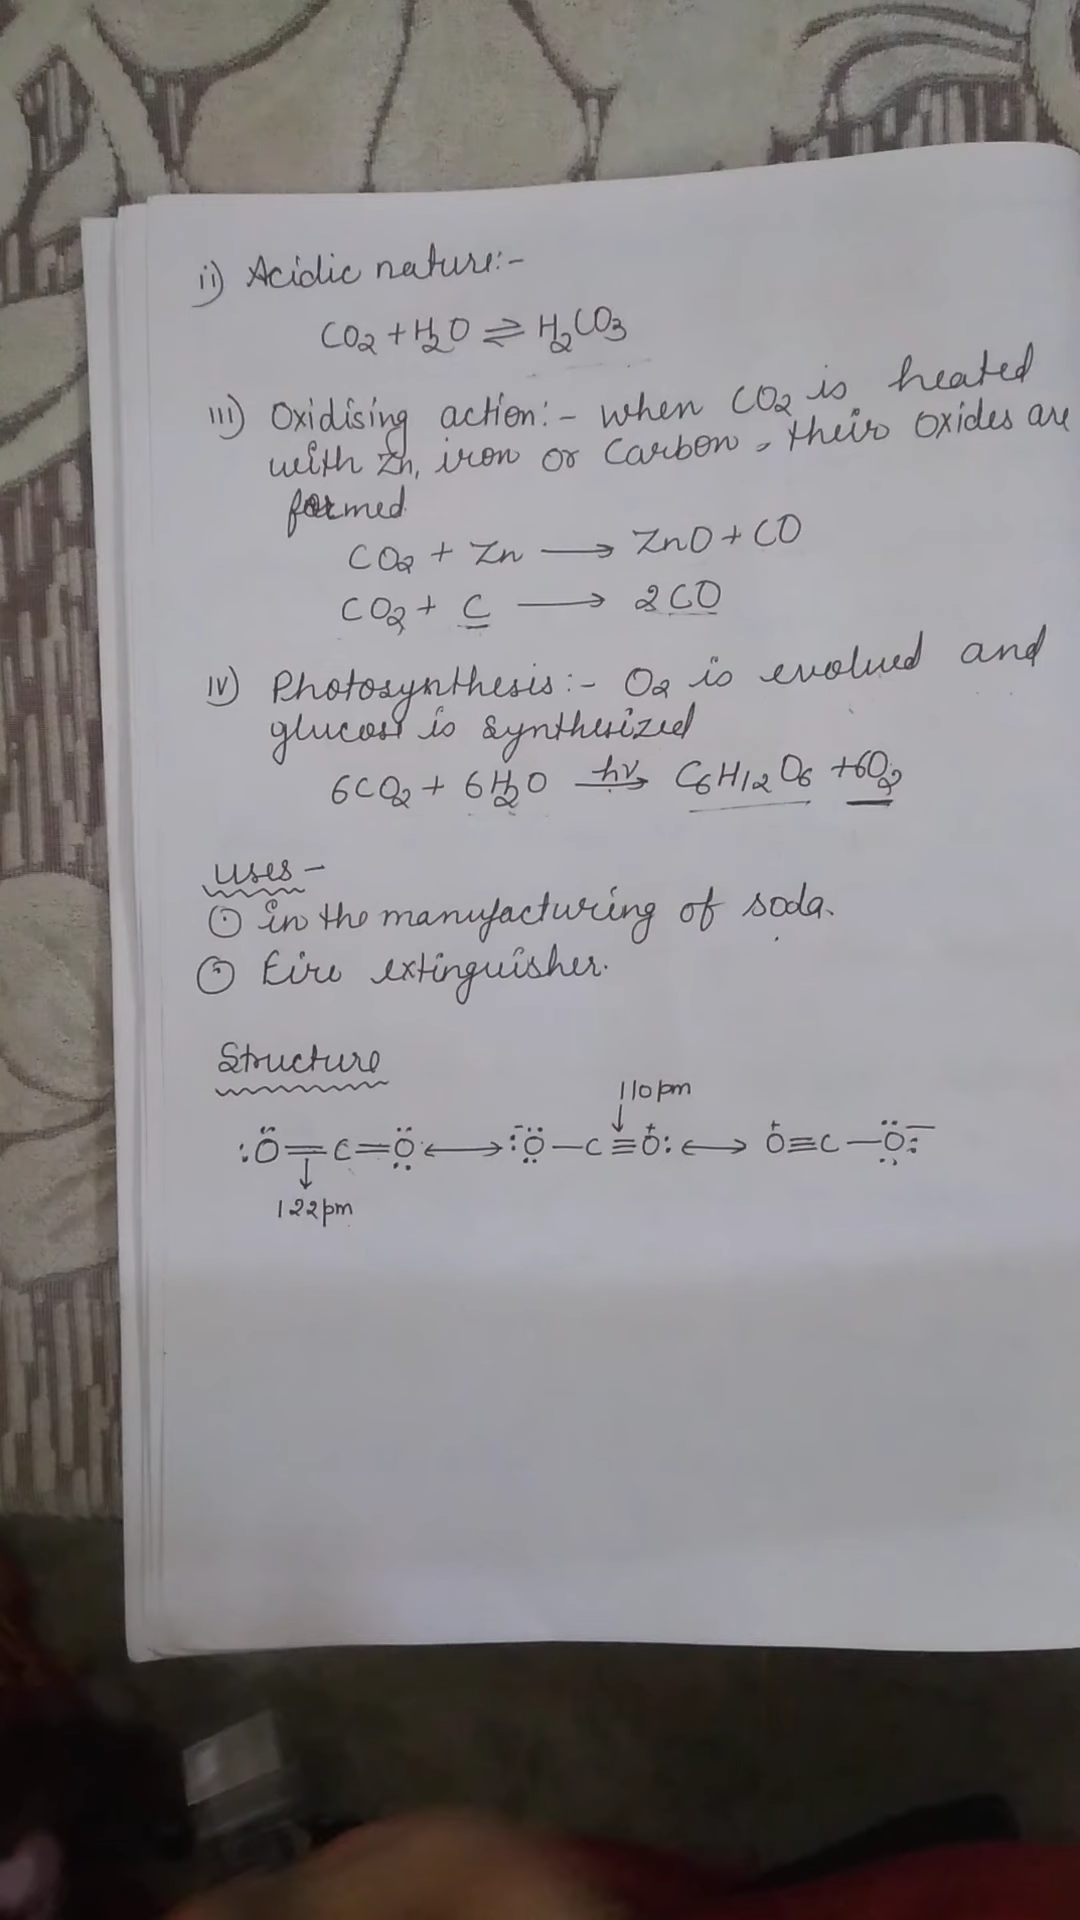 ii) Acidic nature:-
CO2 + H2O ⇌ H2CO3
iii) Oxidising action:- when CO2 is heated
with Zn, iron or Carbon, their oxides are
formed.
CO2 + Zn ⟶ ZnO + CO
CO2 + C ⟶ 2CO
iv) Photosynthesis:- O2 is evolved and
glucose is synthesized
6CO2 + 6H2O hν⟶ C6H12O6 + 6O2
Uses -
① in the manufacturing of soda.
② Fire extinguisher.
Structure
110pm
:Ö=C=Ö: ⟷ :Ö-C≡O: ⟷ O≡C-Ö:
122pm